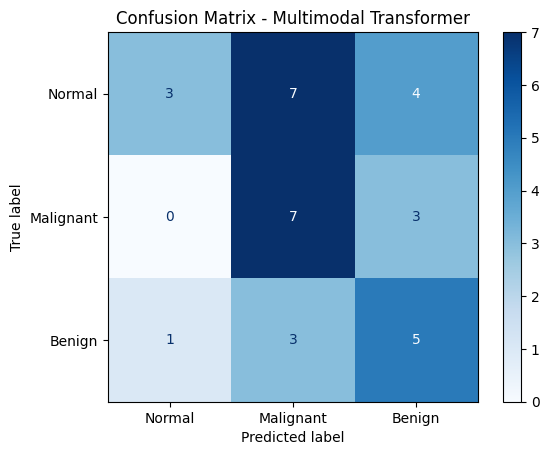 Confusion Matrix - Multimodal Transformer
True label
Normal 3 7 4
Malignant 0 7 3
Benign 1 3 5
Normal Malignant Benign
Predicted label
7
6
5
4
3
2
1
0